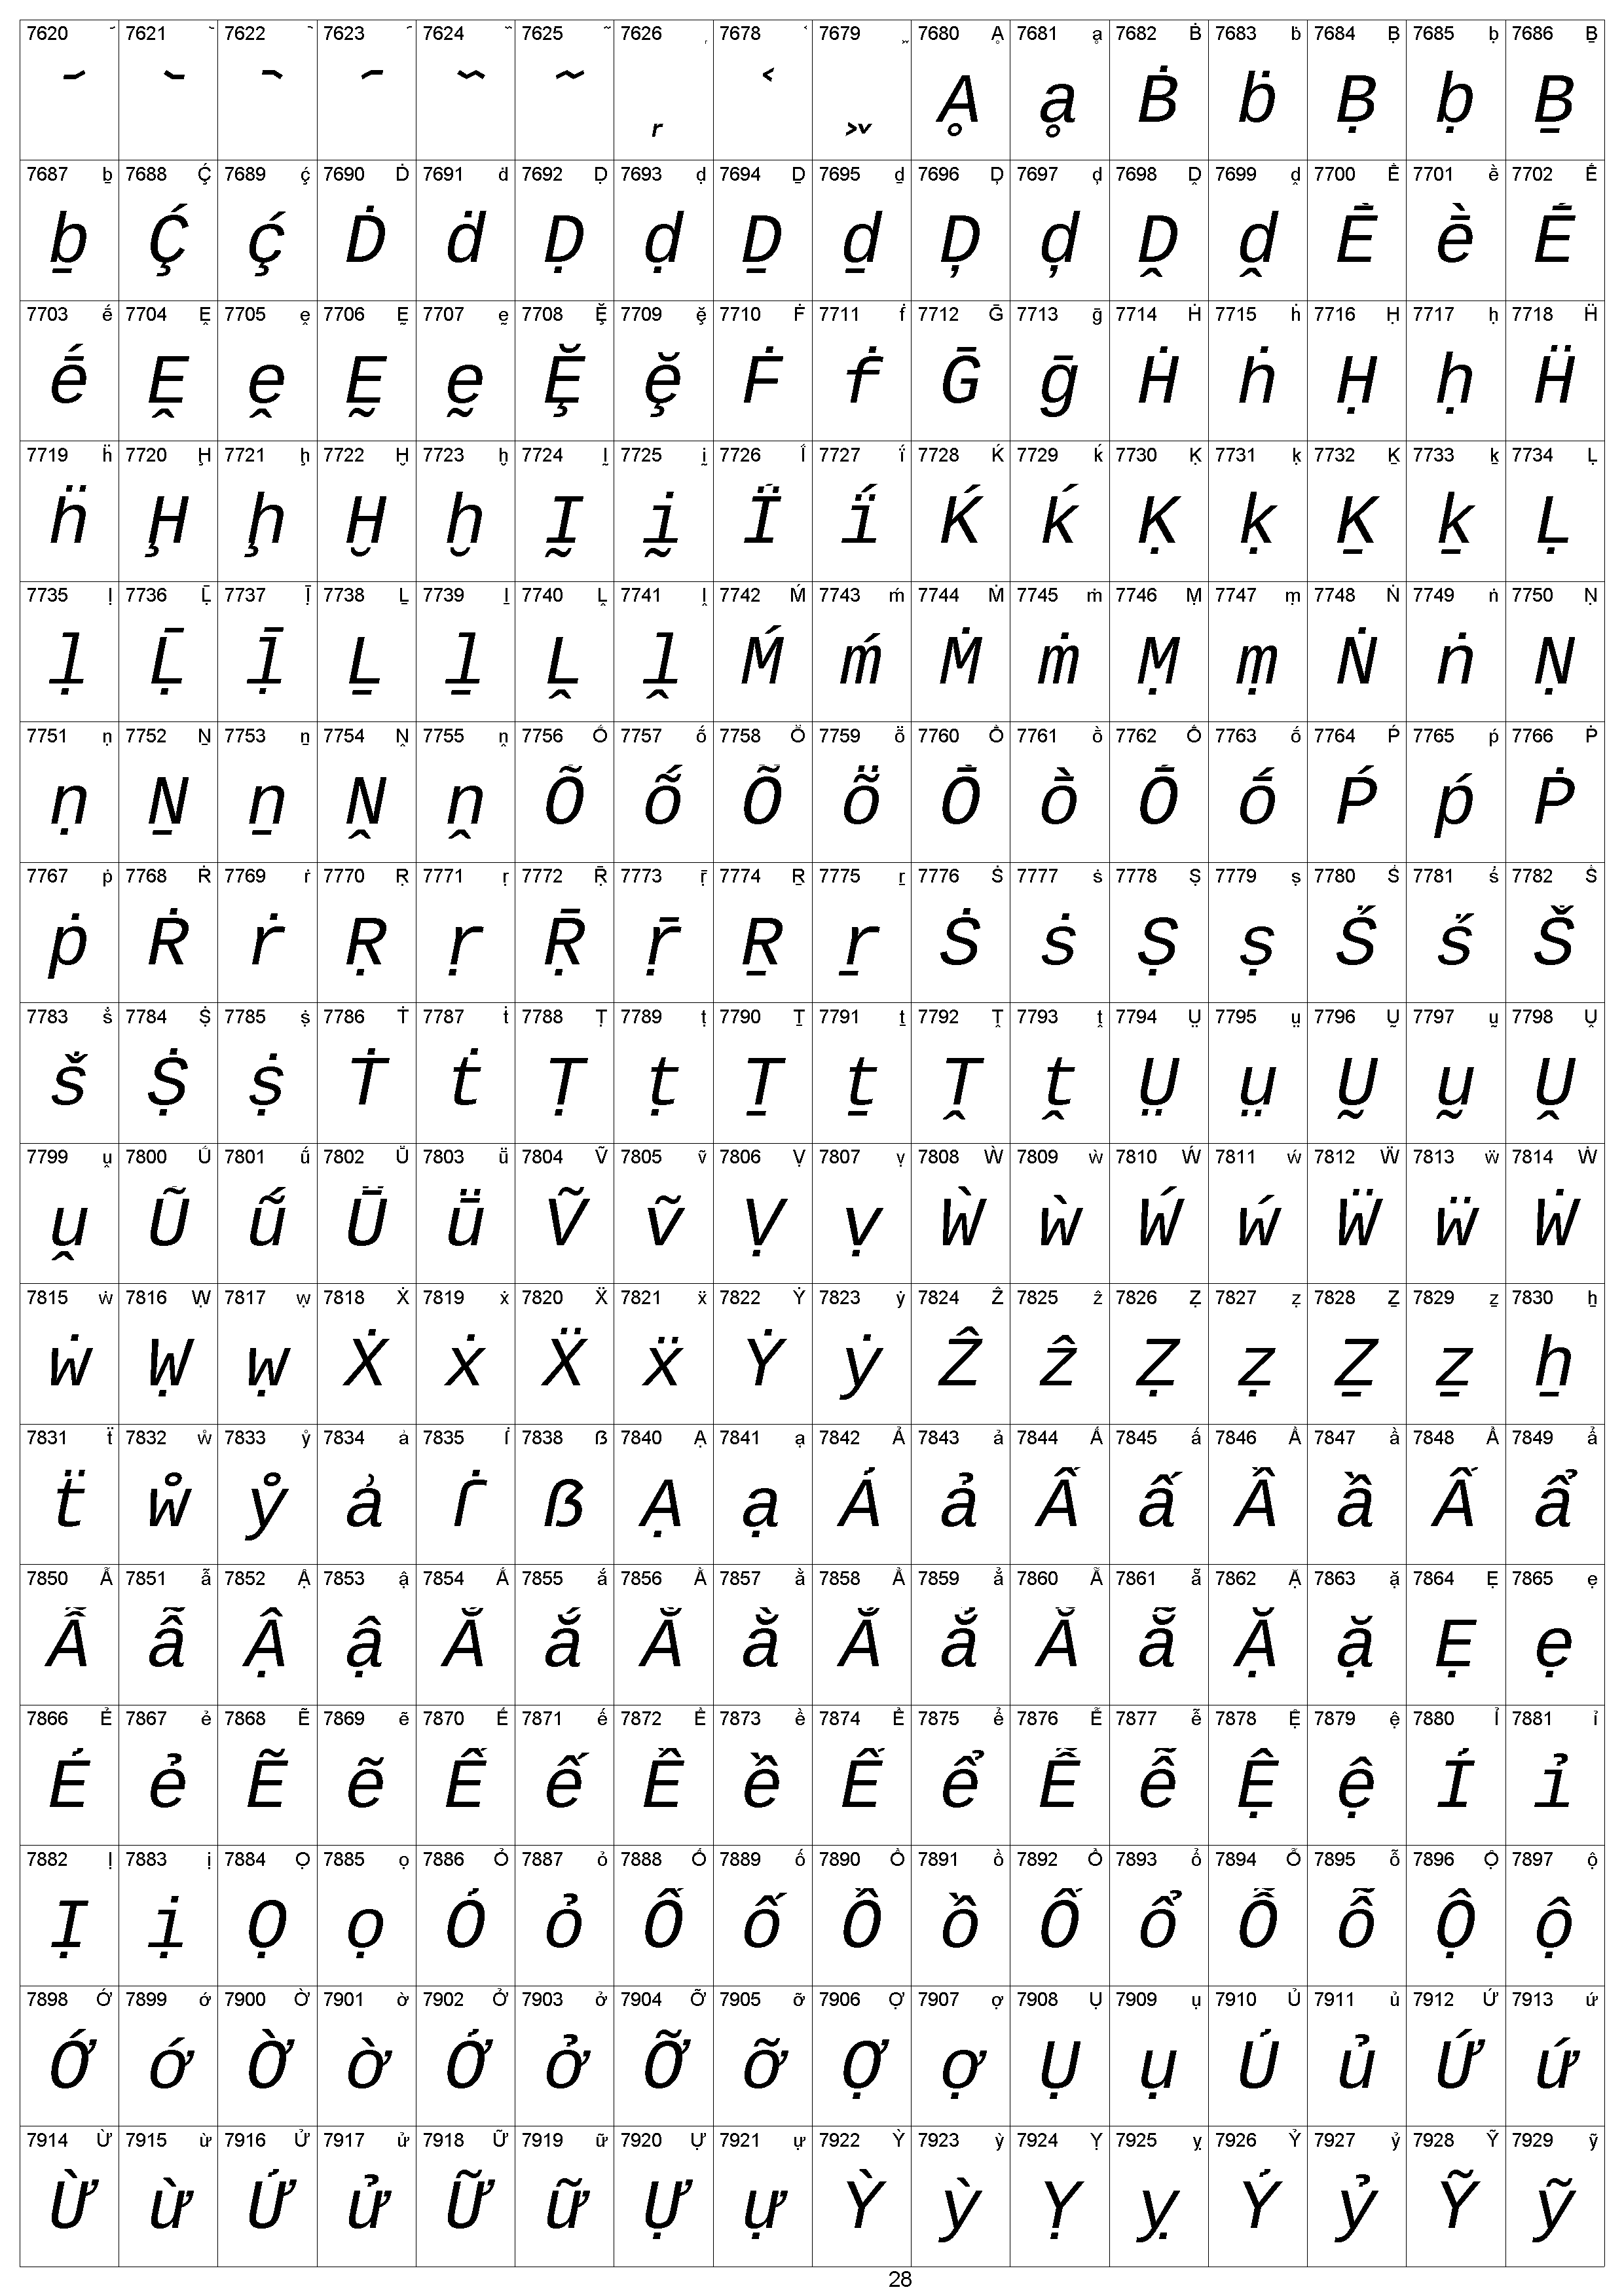 7620 ᷄ 7621 ᷅ 7622 ᷆ 7623 ᷇ 7624 ᷈ 7625 ᷉ 7626 ᷊ 7678 ᷾ 7679 ᷿ 7680 Ḁ 7681 ḁ 7682 Ḃ 7683 ḃ 7684 Ḅ 7685 ḅ 7686 Ḇ
᷄ ᷅ ᷆ ᷇ ᷈ ᷉ ᷊ ᷾ ᷿ Ḁ ḁ Ḃ ḃ Ḅ ḅ Ḇ
7687 ḇ 7688 Ḉ 7689 ḉ 7690 Ḋ 7691 ḋ 7692 Ḍ 7693 ḍ 7694 Ḏ 7695 ḏ 7696 Ḑ 7697 ḑ 7698 Ḓ 7699 ḓ 7700 Ḕ 7701 ḕ 7702 Ḗ
ḇ Ḉ ḉ Ḋ ḋ Ḍ ḍ Ḏ ḏ Ḑ ḑ Ḓ ḓ Ḕ ḕ Ḗ
7703 ḗ 7704 Ḙ 7705 ḙ 7706 Ḛ 7707 ḛ 7708 Ḝ 7709 ḝ 7710 Ḟ 7711 ḟ 7712 Ḡ 7713 ḡ 7714 Ḣ 7715 ḣ 7716 Ḥ 7717 ḥ 7718 Ḧ
ḗ Ḙ ḙ Ḛ ḛ Ḝ ḝ Ḟ ḟ Ḡ ḡ Ḣ ḣ Ḥ ḥ Ḧ
7719 ḧ 7720 Ḩ 7721 ḩ 7722 Ḫ 7723 ḫ 7724 Ḭ 7725 ḭ 7726 Ḯ 7727 ḯ 7728 Ḱ 7729 ḱ 7730 Ḳ 7731 ḳ 7732 Ḵ 7733 ḵ 7734 Ḷ
ḧ Ḩ ḩ Ḫ ḫ Ḭ ḭ Ḯ ḯ Ḱ ḱ Ḳ ḳ Ḵ ḵ Ḷ
7735 ḷ 7736 Ḹ 7737 ḹ 7738 Ḻ 7739 ḻ 7740 Ḽ 7741 ḽ 7742 Ḿ 7743 ḿ 7744 Ṁ 7745 ṁ 7746 Ṃ 7747 ṃ 7748 Ṅ 7749 ṅ 7750 Ṇ
ḷ Ḹ ḹ Ḻ ḻ Ḽ ḽ Ḿ ḿ Ṁ ṁ Ṃ ṃ Ṅ ṅ Ṇ
7751 ṇ 7752 Ṉ 7753 ṉ 7754 Ṋ 7755 ṋ 7756 Ṍ 7757 ṍ 7758 Ṏ 7759 ṏ 7760 Ṑ 7761 ṑ 7762 Ṓ 7763 ṓ 7764 Ṕ 7765 ṕ 7766 Ṗ
ṇ Ṉ ṉ Ṋ ṋ Ṍ ṍ Ṏ ṏ Ṑ ṑ Ṓ ṓ Ṕ ṕ Ṗ
7767 ṗ 7768 Ṙ 7769 ṙ 7770 Ṛ 7771 ṛ 7772 Ṝ 7773 ṝ 7774 Ṟ 7775 ṟ 7776 Ṡ 7777 ṡ 7778 Ṣ 7779 ṣ 7780 Ṥ 7781 ṥ 7782 Ṧ
ṗ Ṙ ṙ Ṛ ṛ Ṝ ṝ Ṟ ṟ Ṡ ṡ Ṣ ṣ Ṥ ṥ Ṧ
7783 ṧ 7784 Ṩ 7785 ṩ 7786 Ṫ 7787 ṫ 7788 Ṭ 7789 ṭ 7790 Ṯ 7791 ṯ 7792 Ṱ 7793 ṱ 7794 Ṳ 7795 ṳ 7796 Ṵ 7797 ṵ 7798 Ṷ
ṧ Ṩ ṩ Ṫ ṫ Ṭ ṭ Ṯ ṯ Ṱ ṱ Ṳ ṳ Ṵ ṵ Ṷ
7799 ṷ 7800 Ṹ 7801 ṹ 7802 Ṻ 7803 ṻ 7804 Ṽ 7805 ṽ 7806 Ṿ 7807 ṿ 7808 Ẁ 7809 ẁ 7810 Ẃ 7811 ẃ 7812 Ẅ 7813 ẅ 7814 Ẇ
ṷ Ṹ ṹ Ṻ ṻ Ṽ ṽ Ṿ ṿ Ẁ ẁ Ẃ ẃ Ẅ ẅ Ẇ
7815 ẇ 7816 Ẉ 7817 ẉ 7818 Ẋ 7819 ẋ 7820 Ẍ 7821 ẍ 7822 Ẏ 7823 ẏ 7824 Ẑ 7825 ẑ 7826 Ẓ 7827 ẓ 7828 Ẕ 7829 ẕ 7830 ẖ
ẇ Ẉ ẉ Ẋ ẋ Ẍ ẍ Ẏ ẏ Ẑ ẑ Ẓ ẓ Ẕ ẕ ẖ
7831 ẗ 7832 ẘ 7833 ẙ 7834 ẚ 7835 ẛ 7838 ẞ 7840 Ạ 7841 ạ 7842 Ả 7843 ả 7844 Ấ 7845 ấ 7846 Ầ 7847 ầ 7848 Ẩ 7849 ẩ
ẗ ẘ ẙ ẚ ẛ ẞ Ạ ạ Ả ả Ấ ấ Ầ ầ Ẩ ẩ
7850 Ẫ 7851 ẫ 7852 Ậ 7853 ậ 7854 Ắ 7855 ắ 7856 Ằ 7857 ằ 7858 Ẳ 7859 ẳ 7860 Ẵ 7861 ẵ 7862 Ặ 7863 ặ 7864 Ẹ 7865 ẹ
Ẫ ẫ Ậ ậ Ắ ắ Ằ ằ Ẳ ẳ Ẵ ẵ Ặ ặ Ẹ ẹ
7866 Ẻ 7867 ẻ 7868 Ẽ 7869 ẽ 7870 Ế 7871 ế 7872 Ề 7873 ề 7874 Ể 7875 ể 7876 Ễ 7877 ễ 7878 Ệ 7879 ệ 7880 Ỉ 7881 ỉ
Ẻ ẻ Ẽ ẽ Ế ế Ề ề Ể ể Ễ ễ Ệ ệ Ỉ ỉ
7882 Ị 7883 ị 7884 Ọ 7885 ọ 7886 Ỏ 7887 ỏ 7888 Ố 7889 ố 7890 Ồ 7891 ồ 7892 Ổ 7893 ổ 7894 Ỗ 7895 ỗ 7896 Ộ 7897 ộ
Ị ị Ọ ọ Ỏ ỏ Ố ố Ồ ồ Ổ ổ Ỗ ỗ Ộ ộ
7898 Ớ 7899 ớ 7900 Ờ 7901 ờ 7902 Ở 7903 ở 7904 Ỡ 7905 ỡ 7906 Ợ 7907 ợ 7908 Ụ 7909 ụ 7910 Ủ 7911 ủ 7912 Ứ 7913 ứ
Ớ ớ Ờ ờ Ở ở Ỡ ỡ Ợ ợ Ụ ụ Ủ ủ Ứ ứ
7914 Ừ 7915 ừ 7916 Ử 7917 ử 7918 Ữ 7919 ữ 7920 Ự 7921 ự 7922 Ỳ 7923 ỳ 7924 Ỵ 7925 ỵ 7926 Ỷ 7927 ỷ 7928 Ỹ 7929 ỹ
Ừ ừ Ử ử Ữ ữ Ự ự Ỳ ỳ Ỵ ỵ Ỷ ỷ Ỹ ỹ
28